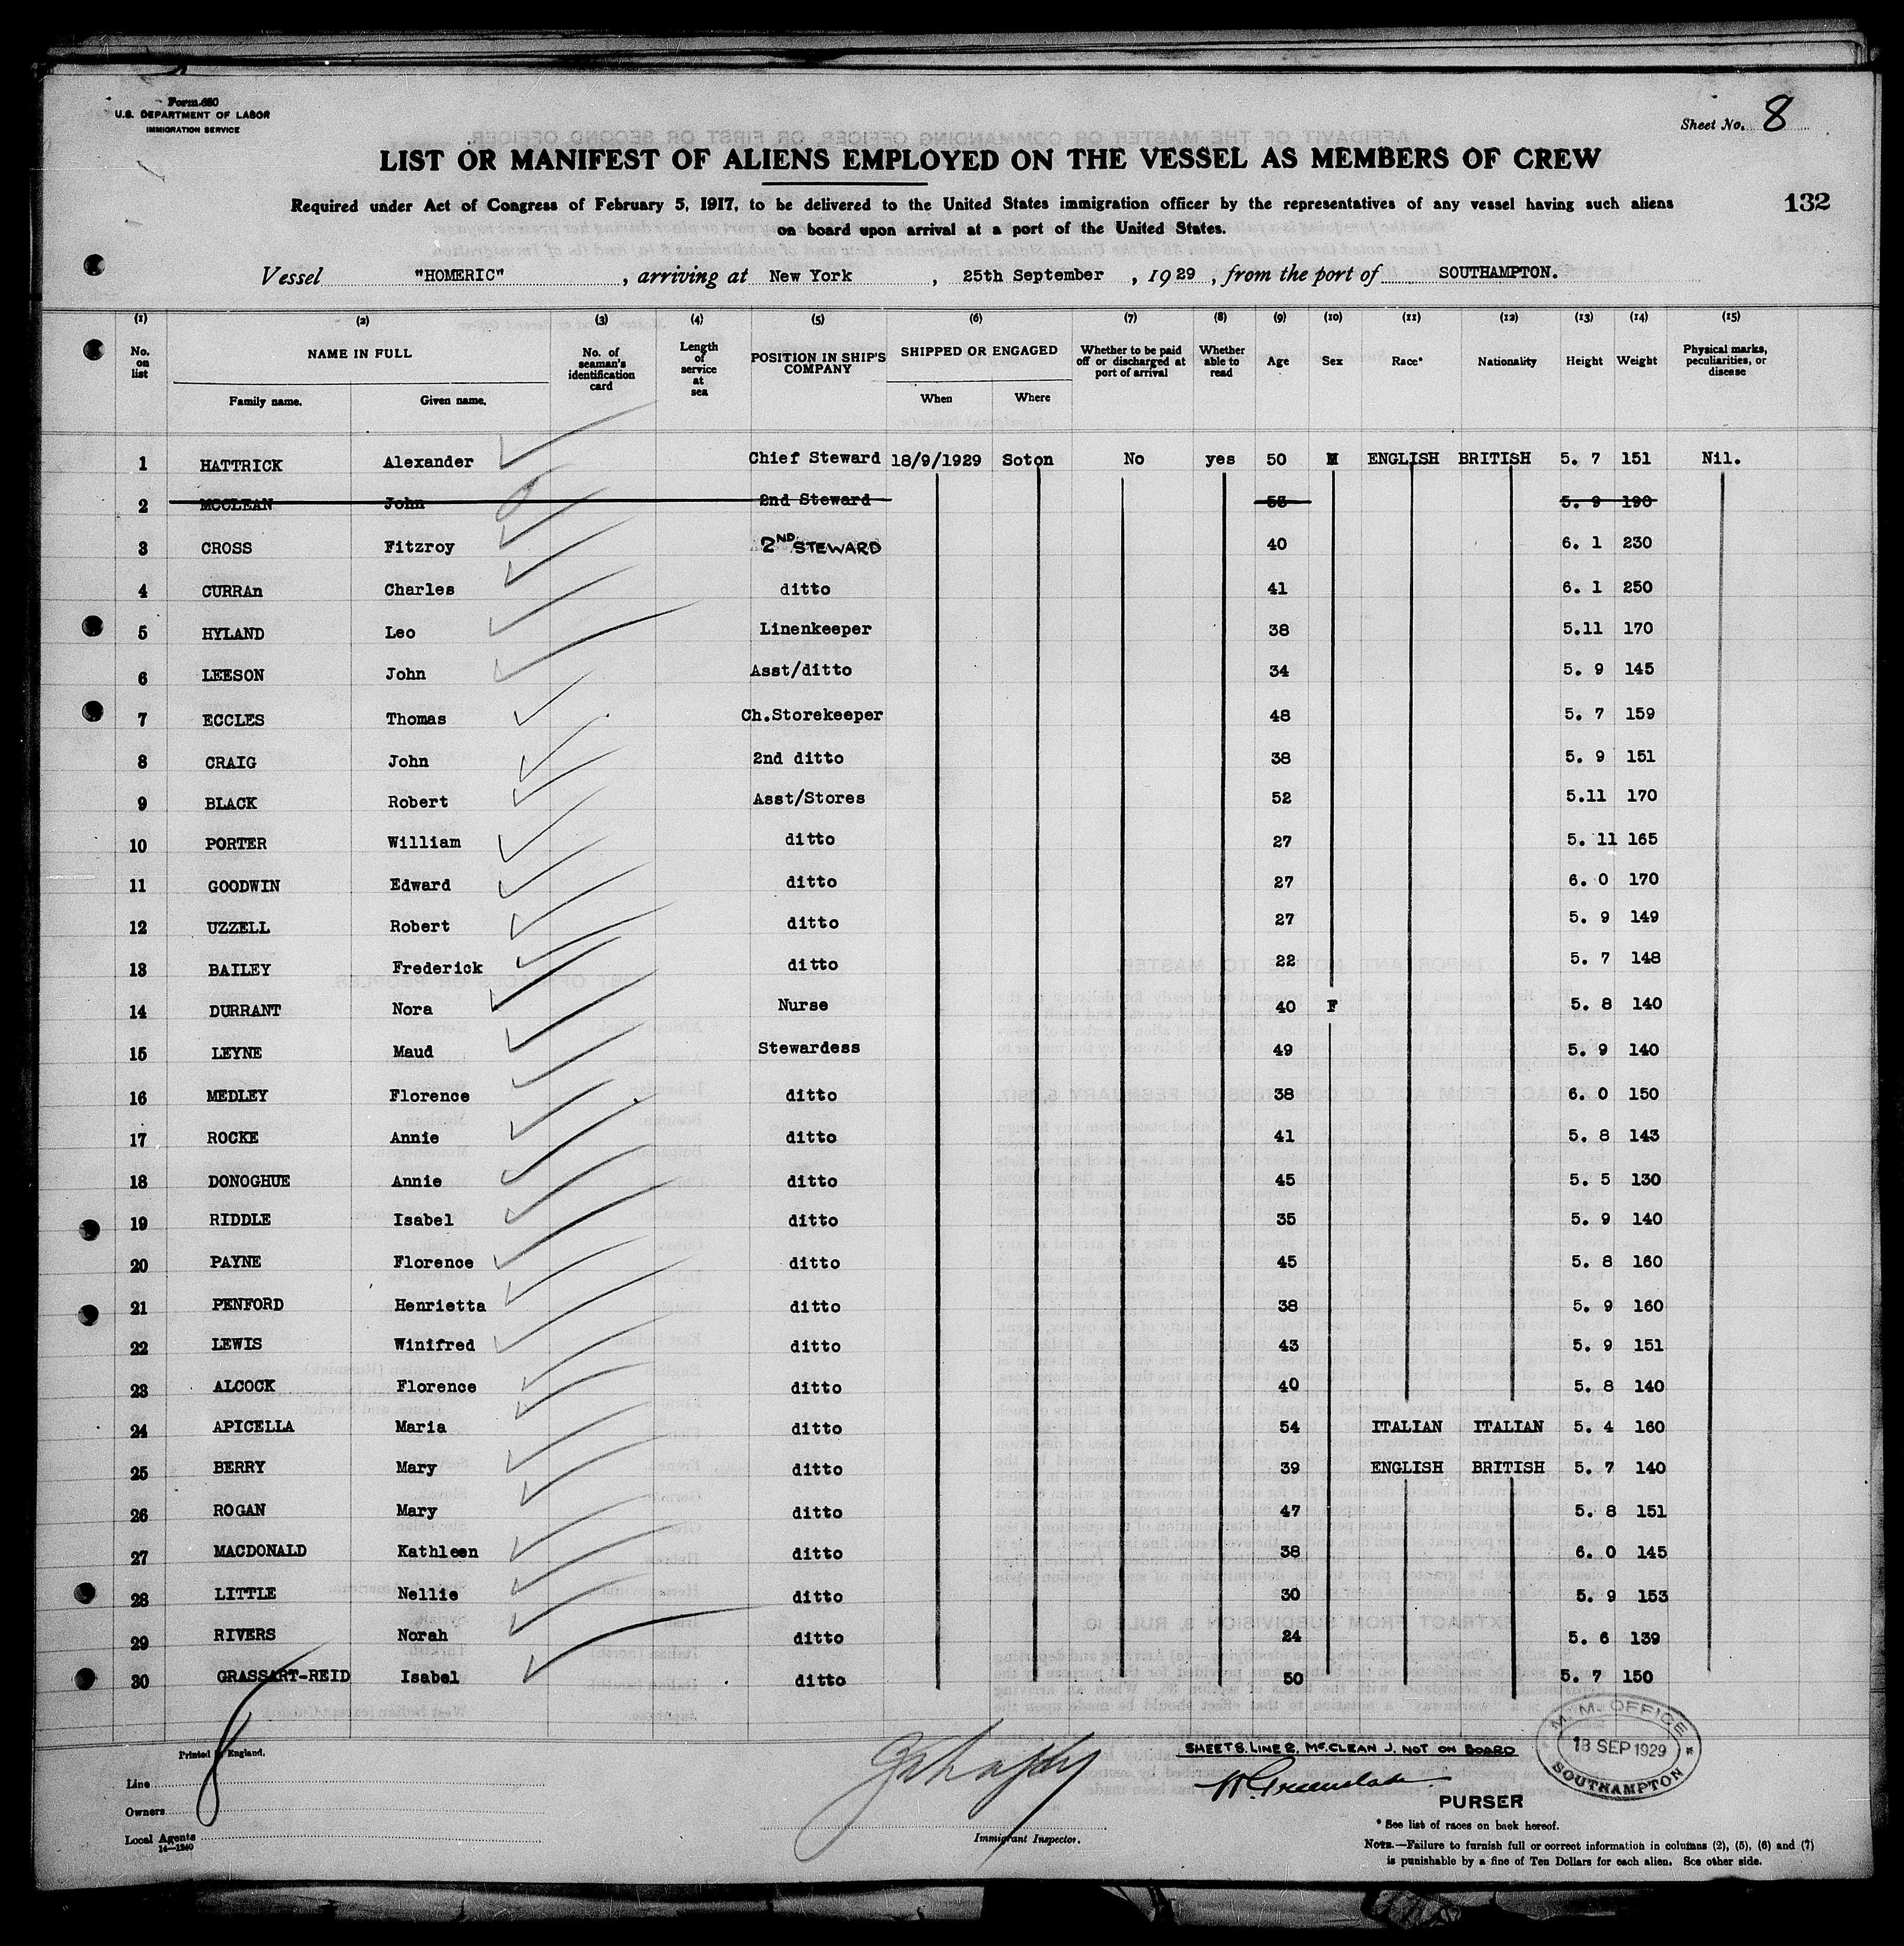 Form 680
U.S. DEPARTMENT OF LABOR
IMMIGRATION SERVICE
Sheet No. 8
LIST OR MANIFEST OF ALIENS EMPLOYED ON THE VESSEL AS MEMBERS OF CREW
132
Required under Act of Congress of February 5, 1917, to be delivered to the United States immigration officer by the representatives of any vessel having such aliens
on board upon arrival at a port of the United States.
Vessel "HOMERIC", arriving at New York, 25th September, 1929, from the port of SOUTHAMPTON.
(1) (2) (3) (4) (5) (6) (7) (8) (9) (10) (11) (12) (13) (14) (15)
No. on list NAME IN FULL Family name. Given name. No. of seaman's identification card Length of service at sea POSITION IN SHIP'S COMPANY SHIPPED OR ENGAGED When Where Whether to be paid off or discharged at port of arrival Whether able to read Age Sex Race* Nationality Height Weight Physical marks, peculiarities, or disease
1 HATTRICK Alexander Chief Steward 18/9/1929 Soton No yes 50 M ENGLISH BRITISH 5. 7 151 Nil.
2 MCCLEAN John 2nd Steward 53 5. 9 190
3 CROSS Fitzroy 2ND STEWARD 40 6. 1 230
4 CURRAn Charles ditto 41 6. 1 250
5 HYLAND Leo Linenkeeper 38 5.11 170
6 LEESON John Asst/ditto 34 5. 9 145
7 ECCLES Thomas Ch.Storekeeper 48 5. 7 159
8 CRAIG John 2nd ditto 38 5. 9 151
9 BLACK Robert Asst/Stores 52 5.11 170
10 PORTER William ditto 27 5. 11 165
11 GOODWIN Edward ditto 27 6. 0 170
12 UZZELL Robert ditto 27 5. 9 149
13 BAILEY Frederick ditto 22 5. 7 148
14 DURRANT Nora Nurse 40 F 5. 8 140
15 LEYNE Maud Stewardess 49 5. 9 140
16 MEDLEY Florence ditto 38 6. 0 150
17 ROCKE Annie ditto 41 5. 8 143
18 DONOGHUE Annie ditto 45 5. 5 130
19 RIDDLE Isabel ditto 35 5. 9 140
20 PAYNE Florence ditto 45 5. 8 160
21 PENFORD Henrietta ditto 38 5. 9 160
22 LEWIS Winifred ditto 43 5. 9 151
23 ALCOCK Florence ditto 40 5. 8 140
24 APICELLA Maria ditto 54 ITALIAN ITALIAN 5. 4 160
25 BERRY Mary ditto 39 ENGLISH BRITISH 5. 7 140
26 ROGAN Mary ditto 47 5. 8 151
27 MACDONALD Kathleen ditto 38 6. 0 145
28 LITTLE Nellie ditto 30 5. 9 153
29 RIVERS Norah ditto 24 5. 6 139
30 GRASSART-REID Isabel ditto 50 5. 7 150
M. M. OFFICE
18 SEP 1929
SOUTHAMPTON
SHEET 8. LINE 2. McCLEAN J. NOT ON BOARD
PURSER
Printed in England.
Line
Owners
Local Agents
14—1240
8
Immigrant Inspector.
* See list of races on back hereof.
NOTE.—Failure to furnish full or correct information in columns (2), (5), (6) and (7)
is punishable by a fine of Ten Dollars for each alien. See other side.